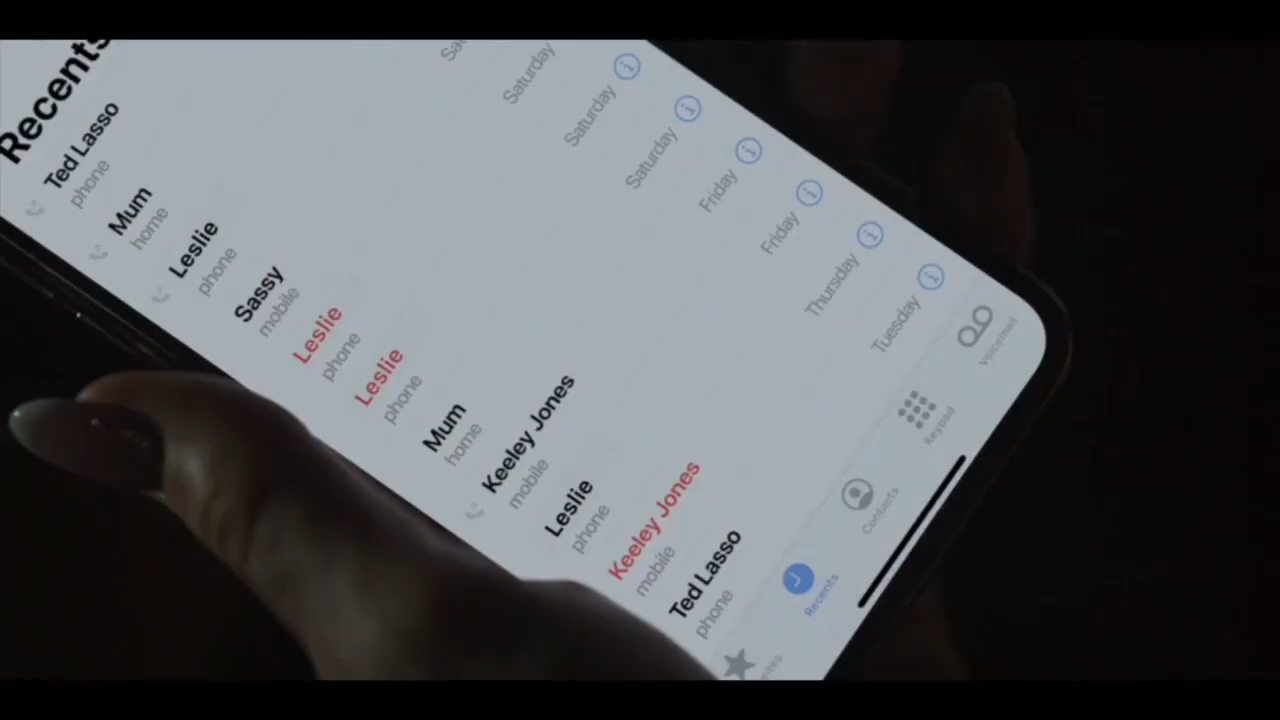 Recents
Ted Lasso
phone
Mum
home
Leslie
phone
Sassy
mobile
Leslie
phone
Saturday
Leslie
phone
Saturday
Mum
home
Saturday
Keeley Jones
mobile
Friday
Leslie
phone
Friday
Keeley Jones
mobile
Thursday
Ted Lasso
phone
Tuesday
Recents
Contacts
Keypad
Voicemail